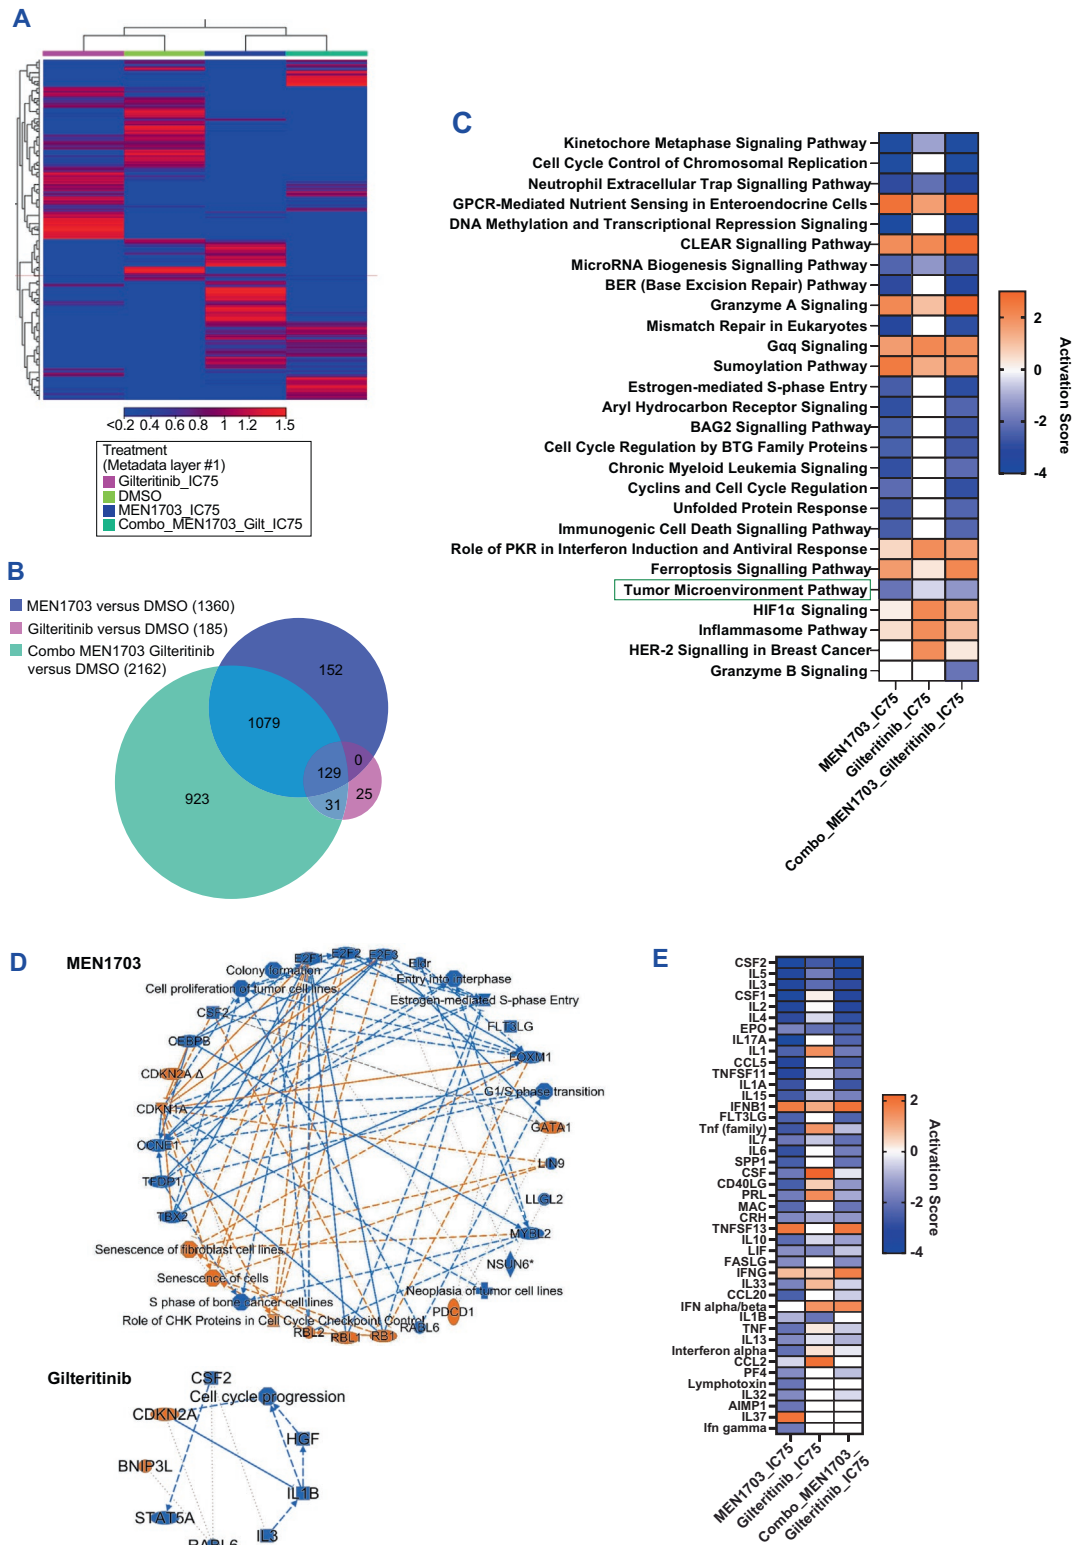 A
<0.2 0.4 0.6 0.8 1 1.2 1.5
Treatment
(Metadata layer #1)
Gilteritinib_IC75
DMSO
MEN1703_IC75
Combo_MEN1703_Gilt_IC75
B
MEN1703 versus DMSO (1360)
Gilteritinib versus DMSO (185)
Combo MEN1703 Gilteritinib
versus DMSO (2162)
152
1079
0
129
25
923
31
C
Kinetochore Metaphase Signaling Pathway
Cell Cycle Control of Chromosomal Replication
Neutrophil Extracellular Trap Signalling Pathway
GPCR-Mediated Nutrient Sensing in Enteroendocrine Cells
DNA Methylation and Transcriptional Repression Signaling
CLEAR Signalling Pathway
MicroRNA Biogenesis Signalling Pathway
BER (Base Excision Repair) Pathway
Granzyme A Signaling
Mismatch Repair in Eukaryotes
Gαq Signaling
Sumoylation Pathway
Estrogen-mediated S-phase Entry
Aryl Hydrocarbon Receptor Signaling
BAG2 Signalling Pathway
Cell Cycle Regulation by BTG Family Proteins
Chronic Myeloid Leukemia Signaling
Cyclins and Cell Cycle Regulation
Unfolded Protein Response
Immunogenic Cell Death Signalling Pathway
Role of PKR in Interferon Induction and Antiviral Response
Ferroptosis Signalling Pathway
Tumor Microenvironment Pathway
HIF1α Signaling
Inflammasome Pathway
HER-2 Signalling in Breast Cancer
Granzyme B Signaling
MEN1703_IC75
Gilteritinib_IC75
Combo_MEN1703_Gilteritinib_IC75
2
0
-2
-4
Activation Score
D
MEN1703
E2F1
E2F2
E2F3
Eldr
Colony formation
Entry into interphase
Cell proliferation of tumor cell lines
Estrogen-mediated S-phase Entry
CSF2
FLT3LG
CEBPB
FOXM1
CDKN2A Δ
G1/S phase transition
CDKN1A
GATA1
CCNE1
LIN9
TFDP1
LLGL2
TBX2
MYBL2
Senescence of fibroblast cell lines
NSUN6*
Senescence of cells
Neoplasia of tumor cell lines
S phase of bone cancer cell lines
PDCD1
Role of CHK Proteins in Cell Cycle Checkpoint Control
RABL6
RBL2
RBL1
RB1
Gilteritinib
CSF2
Cell cycle progression
CDKN2A
HGF
BNIP3L
IL1B
STAT5A
IL3
RABL6
E
CSF2
IL5
IL3
CSF1
IL2
IL4
EPO
IL17A
IL1
CCL5
TNFSF11
IL1A
IL15
IFNB1
FLT3LG
Tnf (family)
IL7
IL6
SPP1
CSF
CD40LG
PRL
MAC
CRH
TNFSF13
IL10
LIF
FASLG
IFNG
IL33
CCL20
IFN alpha/beta
IL1B
TNF
IL13
Interferon alpha
CCL2
PF4
Lymphotoxin
IL32
AIMP1
IL37
Ifn gamma
MEN1703_IC75
Gilteritinib_IC75
Combo_MEN1703_
Gilteritinib_IC75
2
0
-2
-4
Activation Score